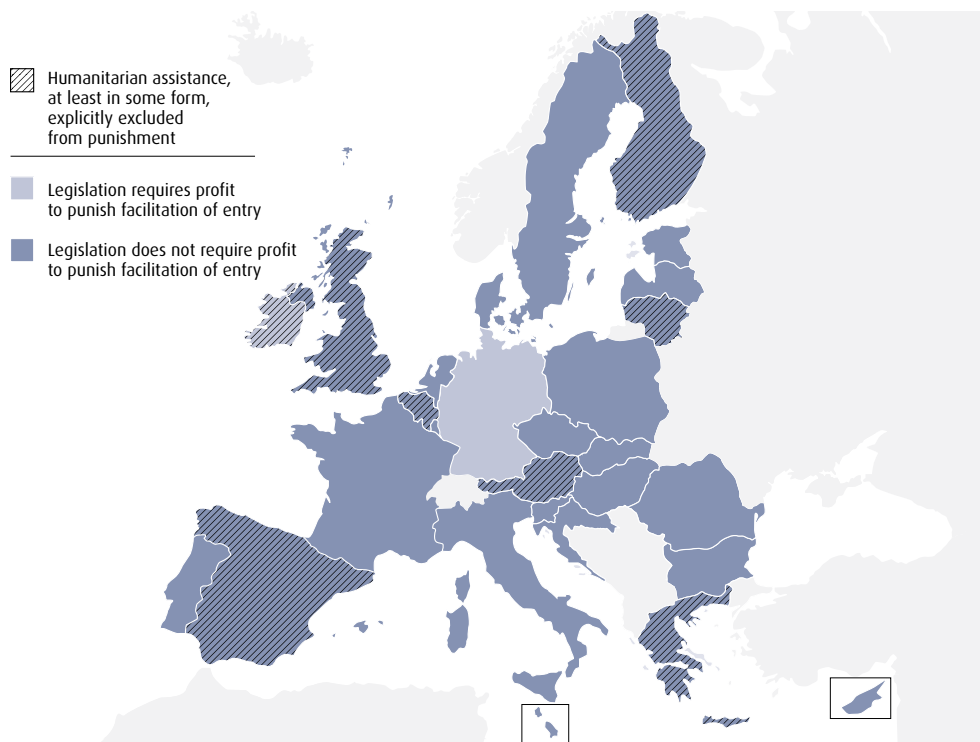 Humanitarian assistance,
at least in some form,
explicitly excluded
from punishment
Legislation requires profit
to punish facilitation of entry
Legislation does not require profit
to punish facilitation of entry